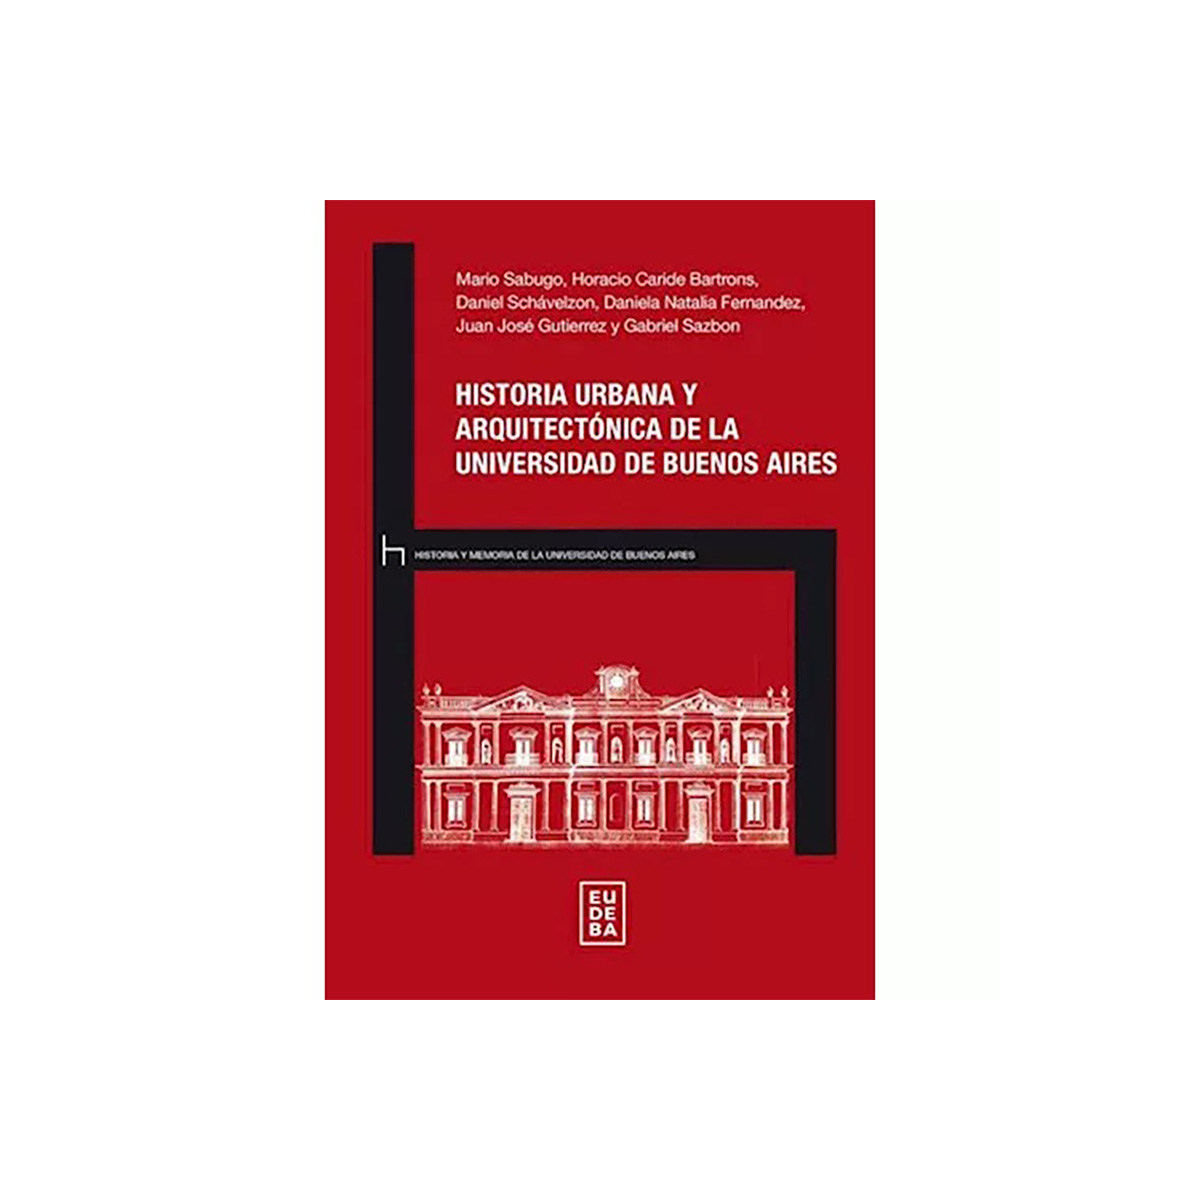 Mario Sabugo, Horacio Caride Bartrons,
Daniel Schávelzon, Daniela Natalia Fernandez,
Juan José Gutierrez y Gabriel Sazbon
HISTORIA URBANA Y
ARQUITECTÓNICA DE LA
UNIVERSIDAD DE BUENOS AIRES
h HISTORIA Y MEMORIA DE LA UNIVERSIDAD DE BUENOS AIRES
EU
DE
BA